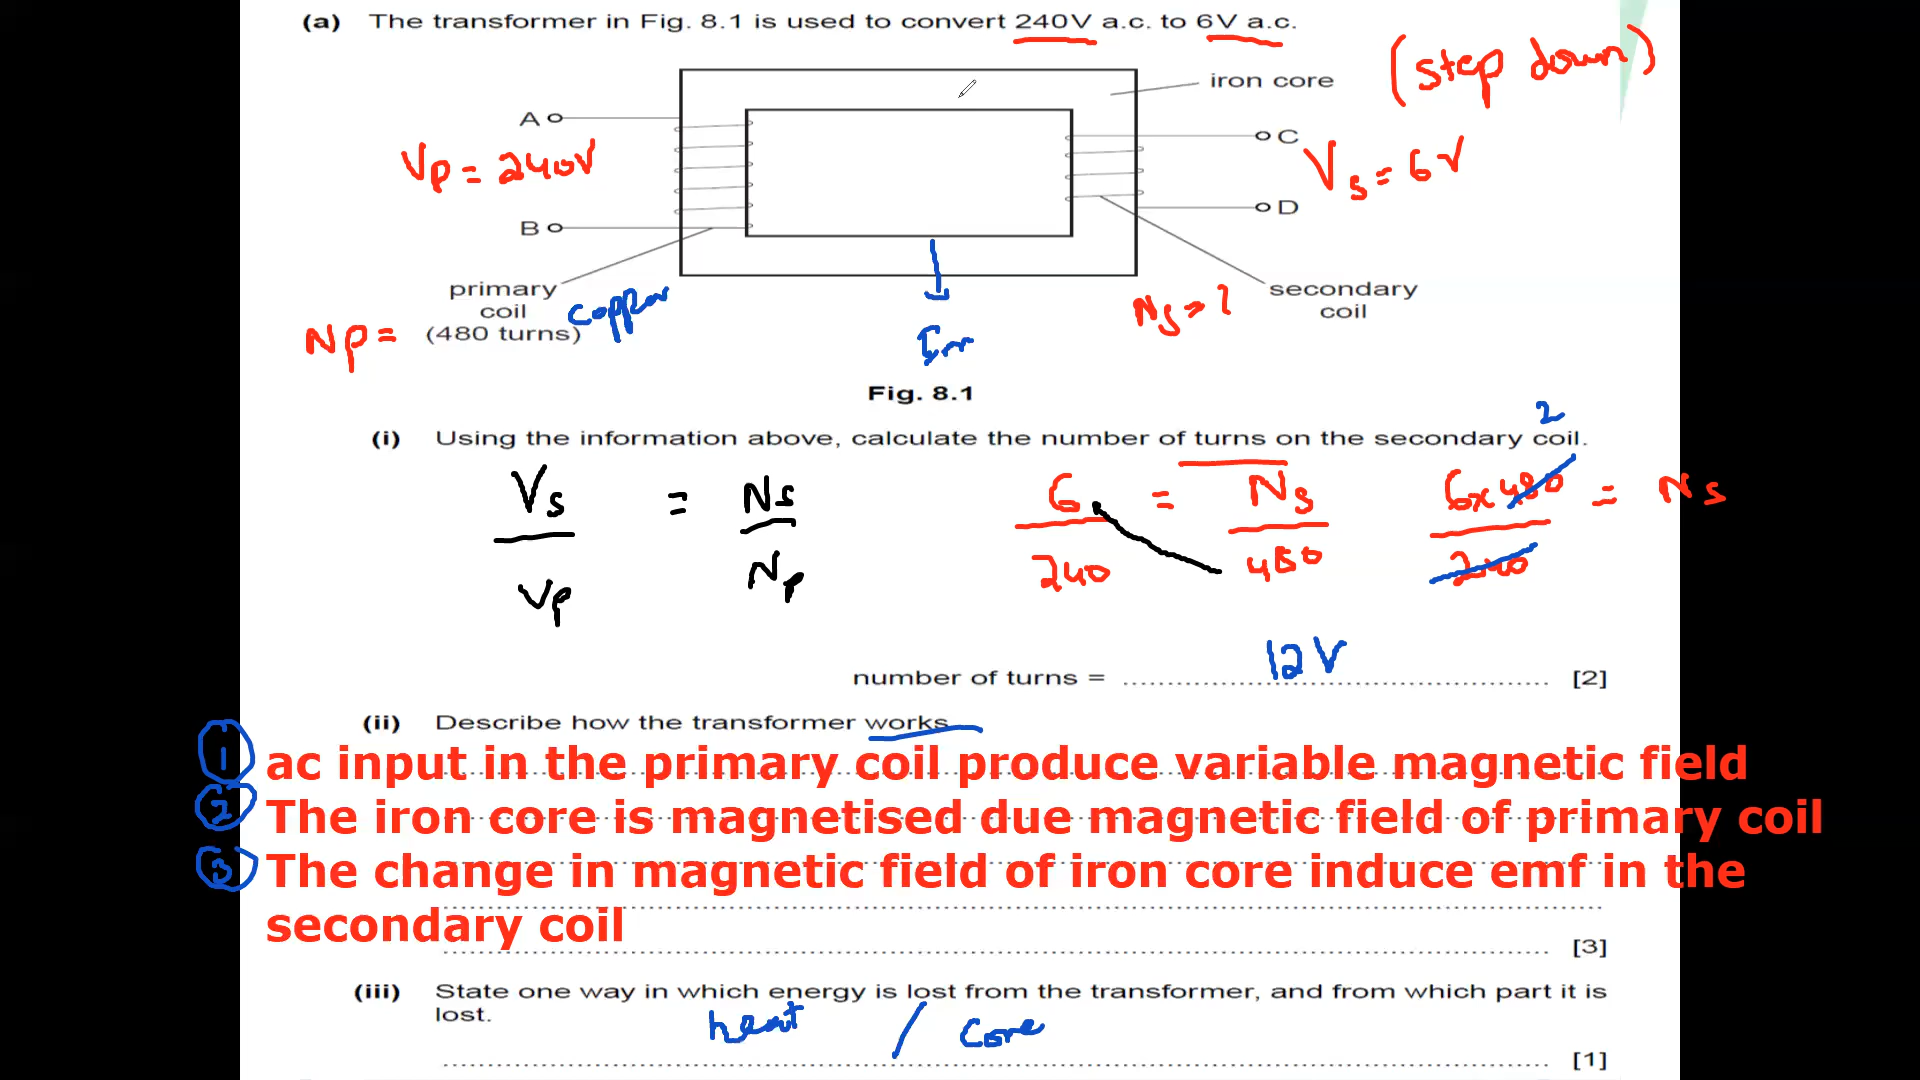 (a) The transformer in Fig. 8.1 is used to convert 240V a.c. to 6V a.c.
(step down)
iron core
A
C
Vp = 240V
Vs = 6V
B
D
primary
coil
(480 turns)
Np =
copper
Ns = ?
secondary
coil
Fig. 8.1
(i) Using the information above, calculate the number of turns on the secondary coil.
2
Vs = Ns
Vp Np
6 = Ns
240 480
6x480 = Ns
240
number of turns = 12V [2]
(ii) Describe how the transformer works
1 ac input in the primary coil produce variable magnetic field
2 The iron core is magnetised due magnetic field of primary coil
3 The change in magnetic field of iron core induce emf in the
secondary coil
[3]
(iii) State one way in which energy is lost from the transformer, and from which part it is
lost.
heat / core
[1]